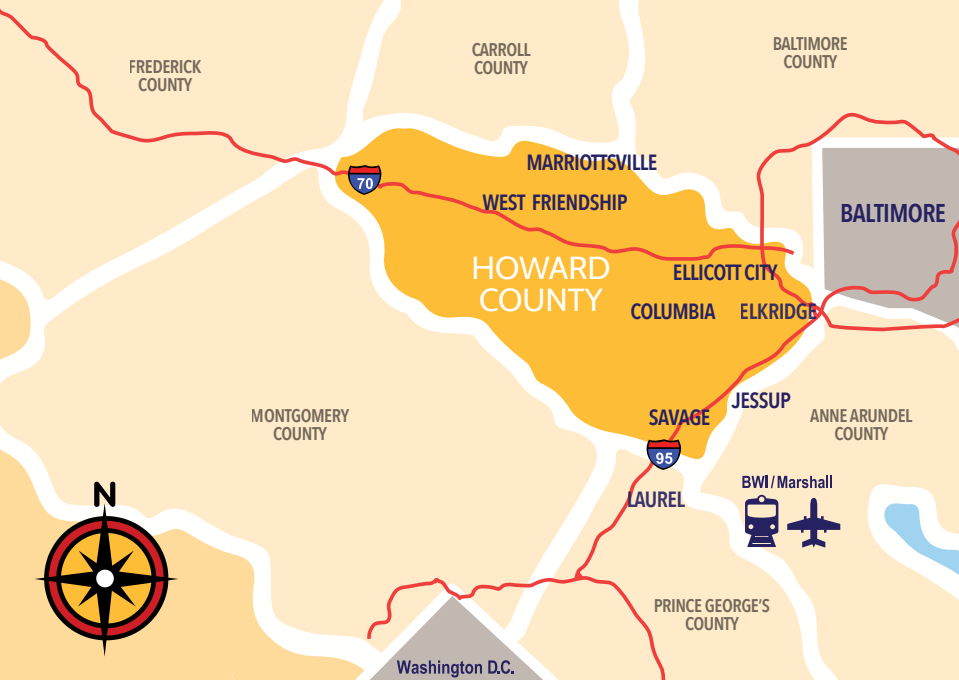 FREDERICK
COUNTY
CARROLL
COUNTY
BALTIMORE
COUNTY
MARRIOTTSVILLE
70
WEST FRIENDSHIP
BALTIMORE
HOWARD
COUNTY
ELLICOTT CITY
COLUMBIA
ELKRIDGE
JESSUP
SAVAGE
MONTGOMERY
COUNTY
ANNE ARUNDEL
COUNTY
95
LAUREL
BWI / Marshall
N
PRINCE GEORGE'S
COUNTY
Washington D.C.